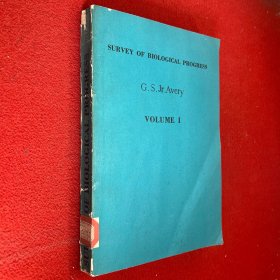 SURVEY OF BIOLOGICAL PROGRESS
G.S.Jr.Avery
VOLUME I